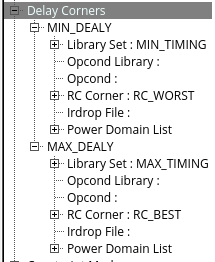 Delay Corners
MIN_DEALY
Library Set : MIN_TIMING
Opcond Library :
Opcond :
RC Corner : RC_WORST
Irdrop File :
Power Domain List
MAX_DEALY
Library Set : MAX_TIMING
Opcond Library :
Opcond :
RC Corner : RC_BEST
Irdrop File :
Power Domain List